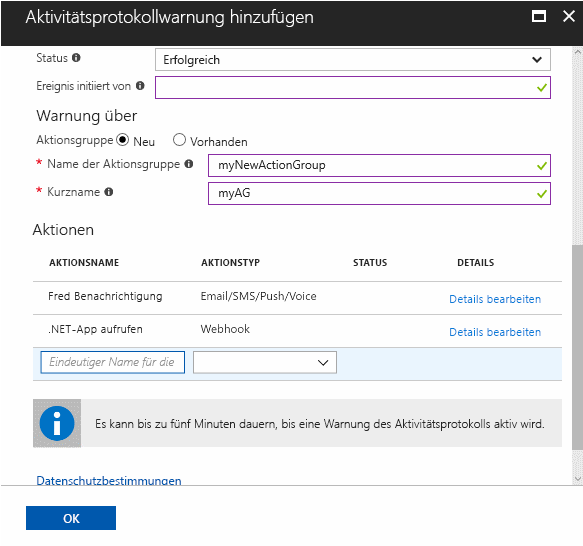 Aktivitätsprotokollwarnung hinzufügen
Status
Erfolgreich
Ereignis initiiert von
Warnung über
Aktionsgruppe Neu Vorhanden
* Name der Aktionsgruppe
myNewActionGroup
* Kurzname
myAG
Aktionen
AKTIONSNAME AKTIONSTYP STATUS DETAILS
Fred Benachrichtigung Email/SMS/Push/Voice Details bearbeiten
.NET-App aufrufen Webhook Details bearbeiten
Eindeutiger Name für die
Es kann bis zu fünf Minuten dauern, bis eine Warnung des Aktivitätsprotokolls aktiv wird.
Datenschutzbestimmungen
OK